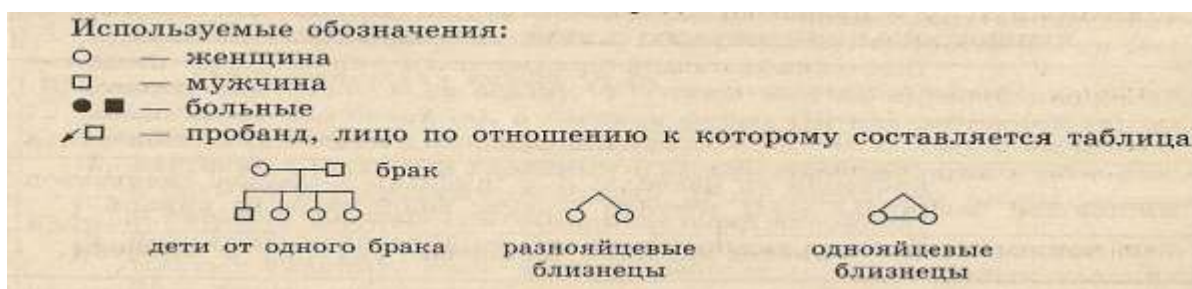 Используемые обозначения:
— женщина
— мужчина
— больные
— пробанд, лицо по отношению к которому составляется таблица
брак
дети от одного брака
разнояйцевые
близнецы
однояйцевые
близнецы